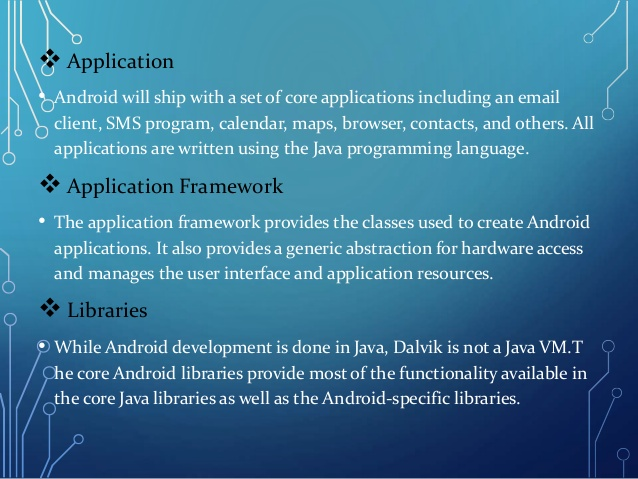 ❖ Application
• Android will ship with a set of core applications including an email
client, SMS program, calendar, maps, browser, contacts, and others. All
applications are written using the Java programming language.
❖ Application Framework
• The application framework provides the classes used to create Android
applications. It also provides a generic abstraction for hardware access
and manages the user interface and application resources.
❖ Libraries
• While Android development is done in Java, Dalvik is not a Java VM.T
he core Android libraries provide most of the functionality available in
the core Java libraries as well as the Android-specific libraries.